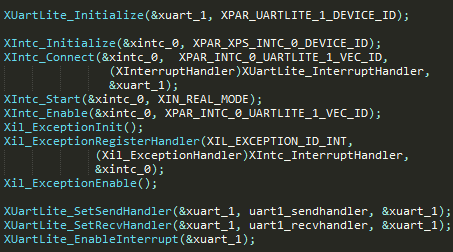 XUartLite_Initialize(&xuart_1, XPAR_UARTLITE_1_DEVICE_ID);
XIntc_Initialize(&xintc_0, XPAR_XPS_INTC_0_DEVICE_ID);
XIntc_Connect(&xintc_0,  XPAR_INTC_0_UARTLITE_1_VEC_ID,
(XInterruptHandler)XUartLite_InterruptHandler,
&xuart_1);
XIntc_Start(&xintc_0, XIN_REAL_MODE);
XIntc_Enable(&xintc_0, XPAR_INTC_0_UARTLITE_1_VEC_ID);
Xil_ExceptionInit();
Xil_ExceptionRegisterHandler(XIL_EXCEPTION_ID_INT,
(Xil_ExceptionHandler)XIntc_InterruptHandler,
&xintc_0);
Xil_ExceptionEnable();
XUartLite_SetSendHandler(&xuart_1, uart1_sendhandler, &xuart_1);
XUartLite_SetRecvHandler(&xuart_1, uart1_recvhandler, &xuart_1);
XUartLite_EnableInterrupt(&xuart_1);